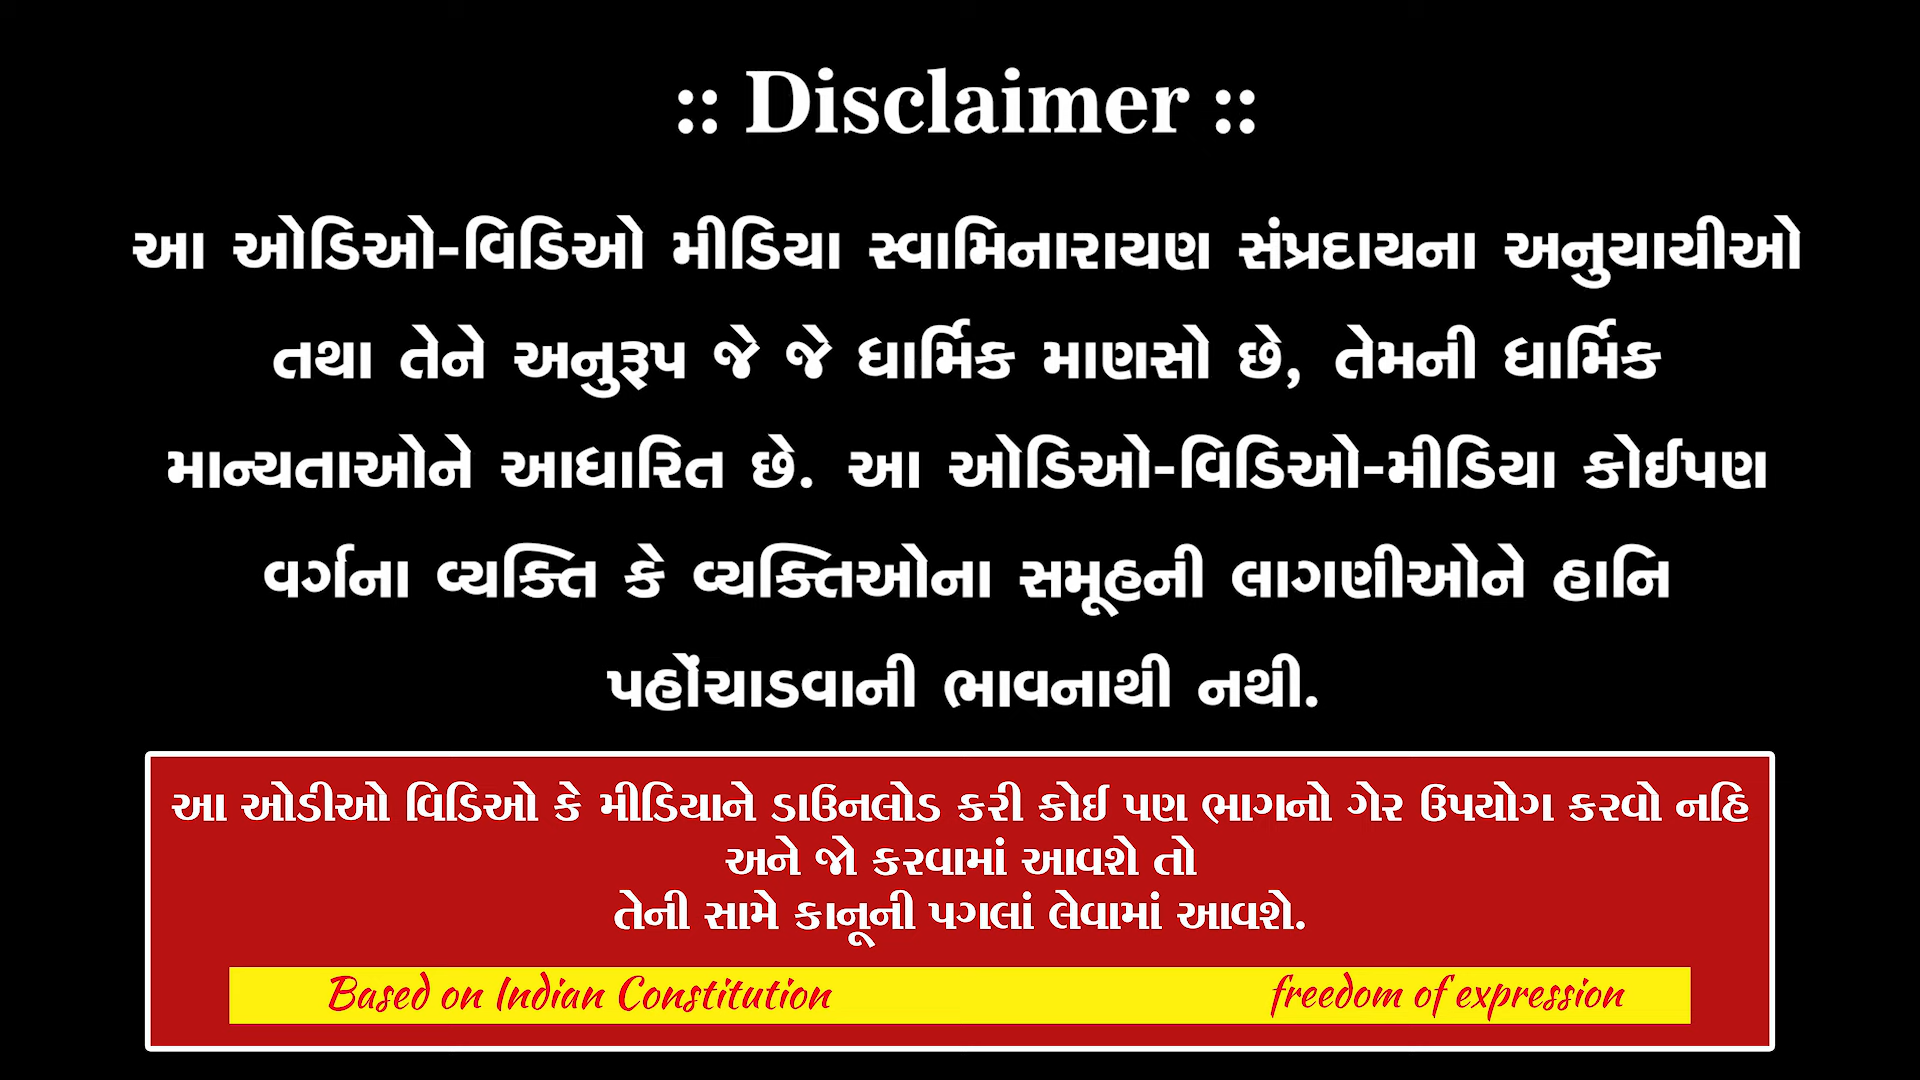 :: Disclaimer ::
આ ઓડિઓ-વિડિઓ મીડિયા સ્વામિનારાયણ સંપ્રદાયના અનુયાયીઓ
તથા તેને અનુરૂપ જે જે ધાર્મિક માણસો છે, તેમની ધાર્મિક
માન્યતાઓને આધારિત છે. આ ઓડિઓ-વિડિઓ-મીડિયા કોઈપણ
વર્ગના વ્યક્તિ કે વ્યક્તિઓના સમૂહની લાગણીઓને હાનિ
પહોંચાડવાની ભાવનાથી નથી.
આ ઓડીઓ વિડિઓ કે મીડિયાને ડાઉનલોડ કરી કોઈ પણ ભાગનો ગેર ઉપયોગ કરવો નહિ
અને જો કરવામાં આવશે તો
તેની સામે કાનૂની પગલાં લેવામાં આવશે.
Based on Indian Constitution freedom of expression